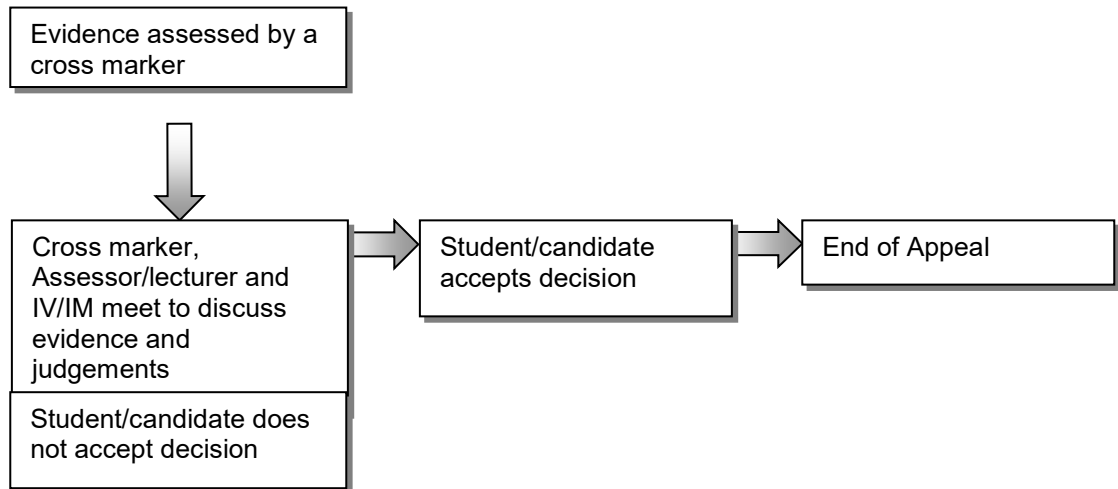 Evidence assessed by a
cross marker
Cross marker,
Assessor/lecturer and
IV/IM meet to discuss
evidence and
judgements
Student/candidate
accepts decision
End of Appeal
Student/candidate does
not accept decision